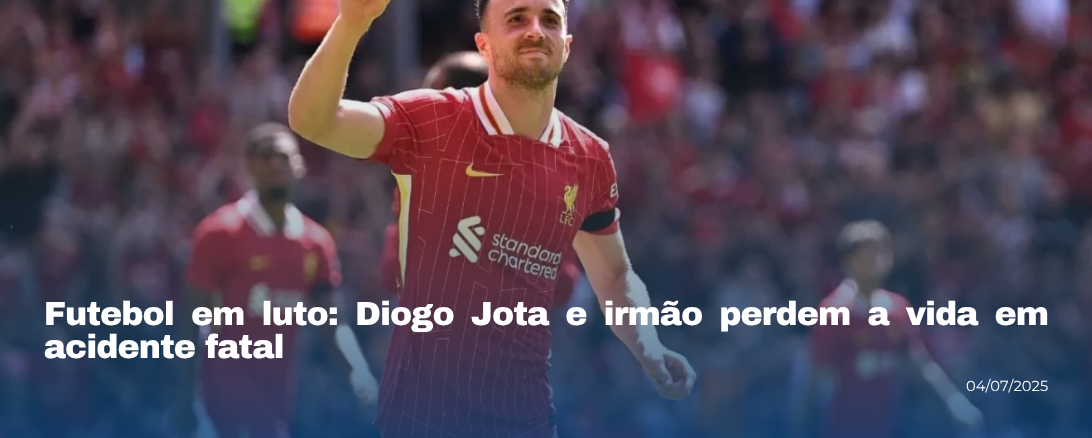 standard
chartered
LFC
Futebol em luto: Diogo Jota e irmão perdem a vida em
acidente fatal
04/07/2025